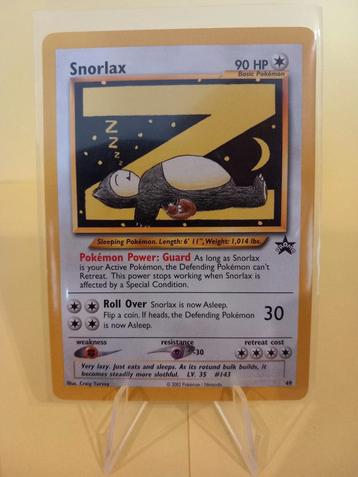 Snorlax
90 HP
Basic Pokémon
Z
Z
Z
Z
Z
Sleeping Pokémon. Length: 6' 11", Weight: 1,014 lbs.
PROMO
Pokémon Power: Guard As long as Snorlax
is your Active Pokémon, the Defending Pokémon can't
Retreat. This power stops working when Snorlax is
affected by a Special Condition.
Roll Over Snorlax is now Asleep.
Flip a coin. If heads, the Defending Pokémon
is now Asleep.
30
weakness
resistance
retreat cost
-30
Very lazy. Just eats and sleeps. As its rotund bulk builds, it
becomes steadily more slothful. LV. 35 #143
Illus. Craig Turvey
© 2002 Pokémon / Nintendo
49